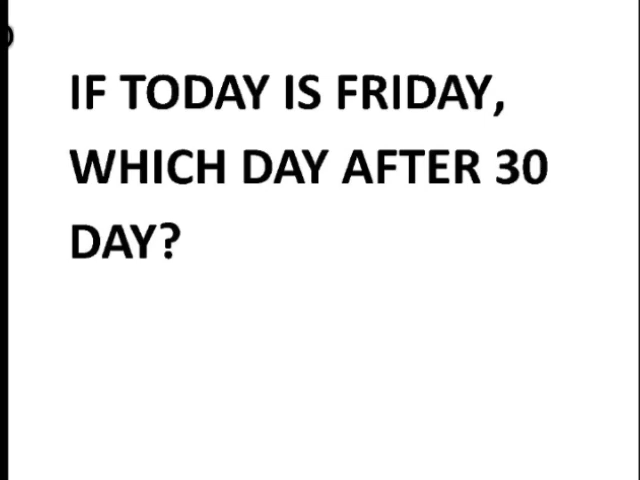 IF TODAY IS FRIDAY,
WHICH DAY AFTER 30
DAY?